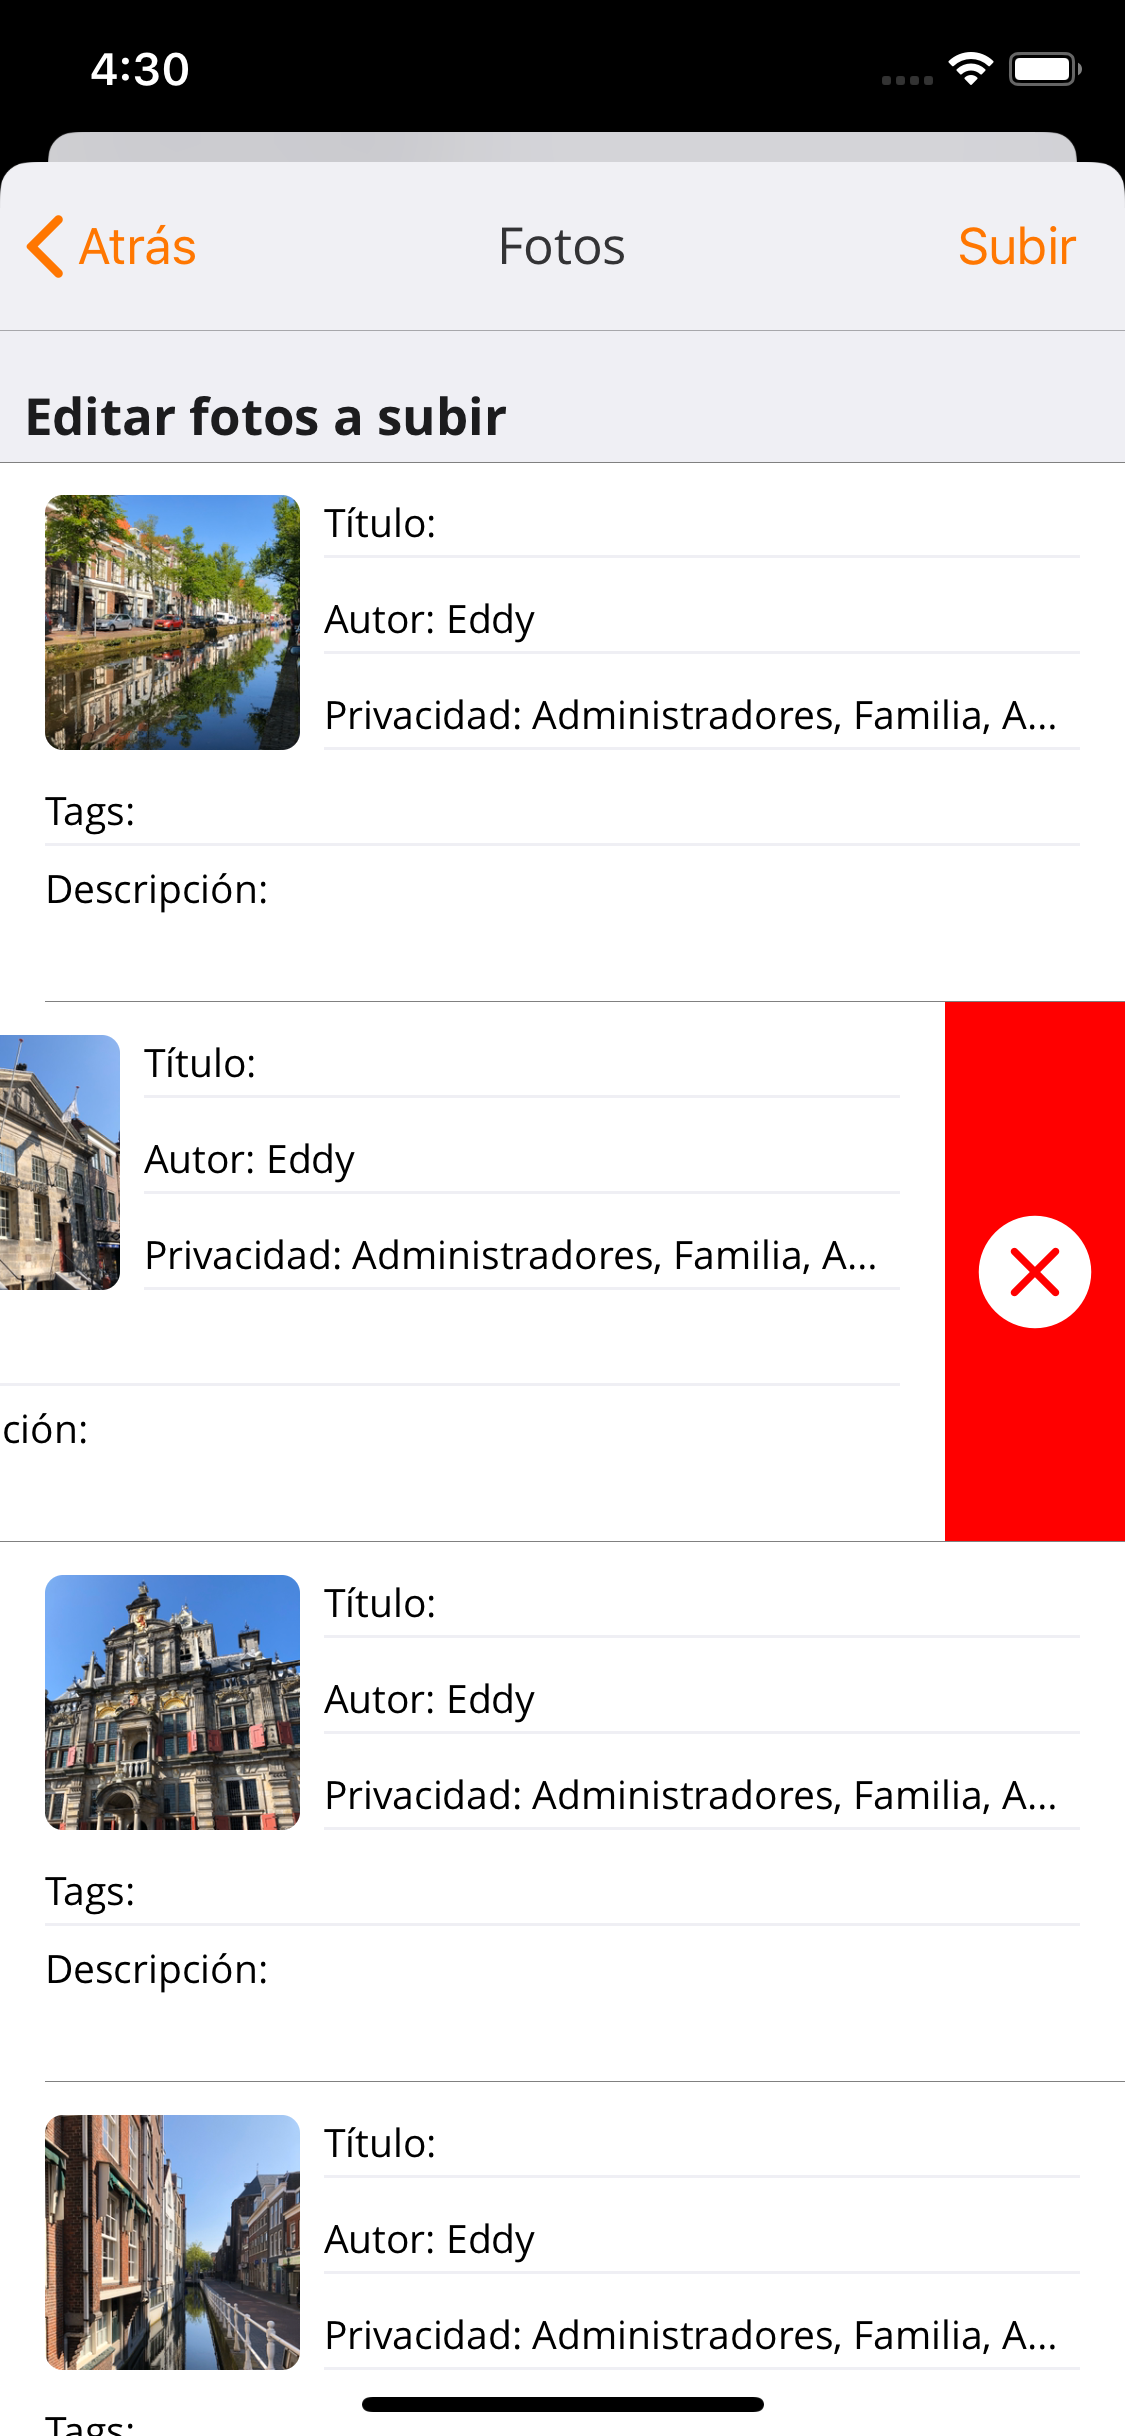 4:30
Atrás Fotos Subir
Editar fotos a subir
Título:
Autor: Eddy
Privacidad: Administradores, Familia, A...
Tags:
Descripción:
Título:
Autor: Eddy
Privacidad: Administradores, Familia, A...
ción:
Título:
Autor: Eddy
Privacidad: Administradores, Familia, A...
Tags:
Descripción:
Título:
Autor: Eddy
Privacidad: Administradores, Familia, A...
Tags: